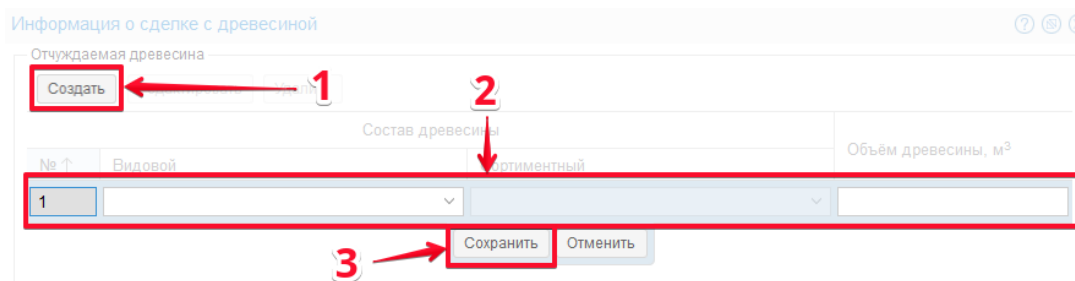 Информация о сделке с древесиной
Отчуждаемая древесина
Создать
1
2
Состав древесины
Объём древесины, м³
№ ↑ Видовой Сортиментный
1
Сохранить Отменить
3